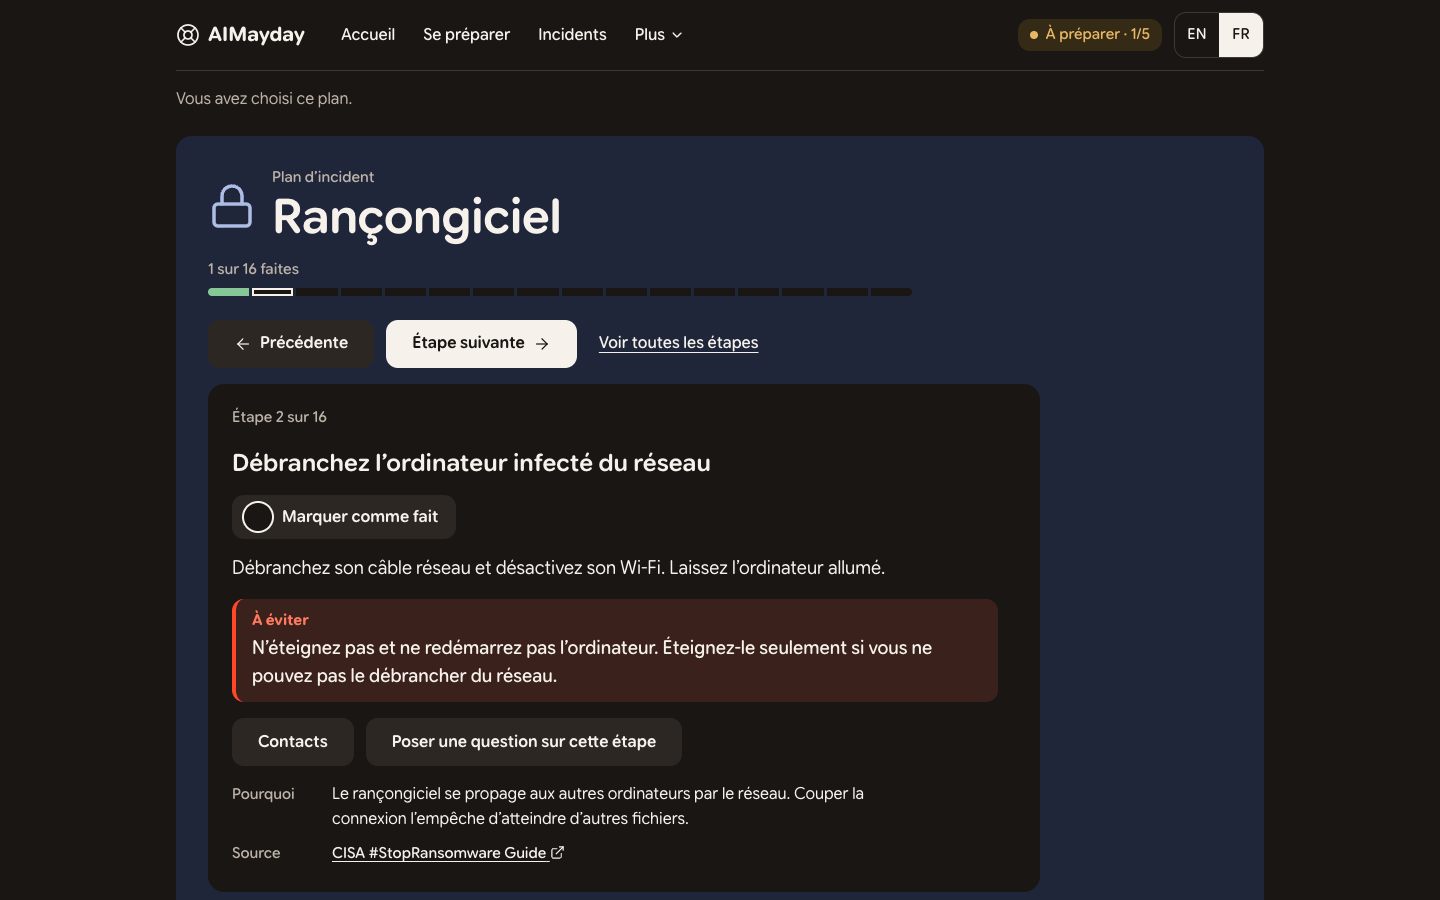 AIMayday
Accueil
Se préparer
Incidents
Plus
À préparer · 1/5
EN
FR
Vous avez choisi ce plan.
Plan d’incident
Rançongiciel
1 sur 16 faites
Précédente
Étape suivante
Voir toutes les étapes
Étape 2 sur 16
Débranchez l’ordinateur infecté du réseau
Marquer comme fait
Débranchez son câble réseau et désactivez son Wi-Fi. Laissez l’ordinateur allumé.
À éviter
N’éteignez pas et ne redémarrez pas l’ordinateur. Éteignez-le seulement si vous ne
pouvez pas le débrancher du réseau.
Contacts
Poser une question sur cette étape
Pourquoi
Le rançongiciel se propage aux autres ordinateurs par le réseau. Couper la
connexion l’empêche d’atteindre d’autres fichiers.
Source
CISA #StopRansomware Guide